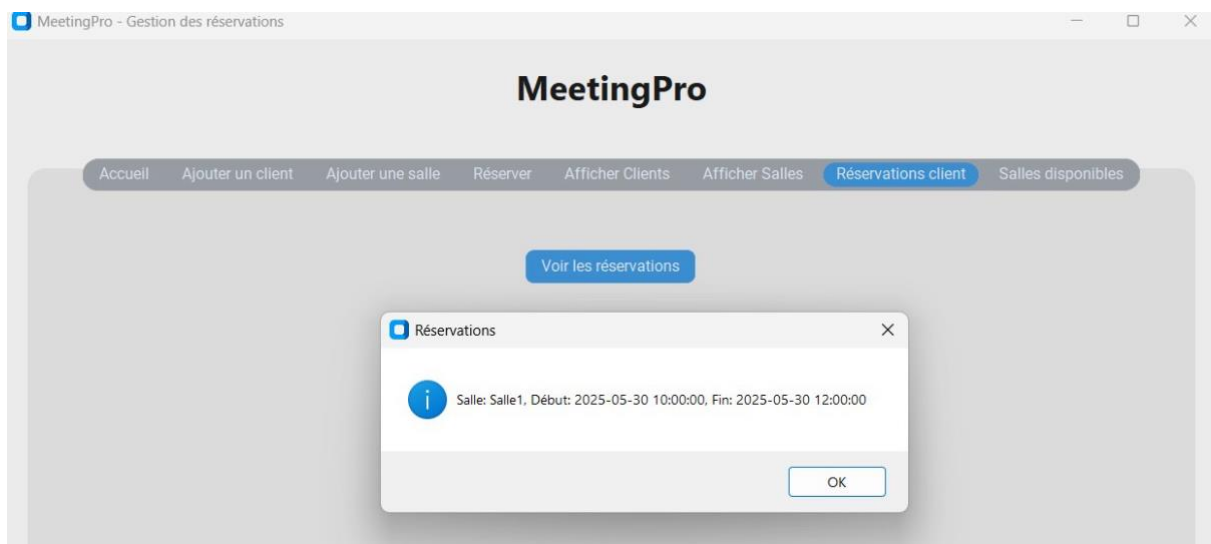 MeetingPro - Gestion des réservations
MeetingPro
Accueil Ajouter un client Ajouter une salle Réserver Afficher Clients Afficher Salles Réservations client Salles disponibles
Voir les réservations
Réservations
Salle: Salle1, Début: 2025-05-30 10:00:00, Fin: 2025-05-30 12:00:00
OK